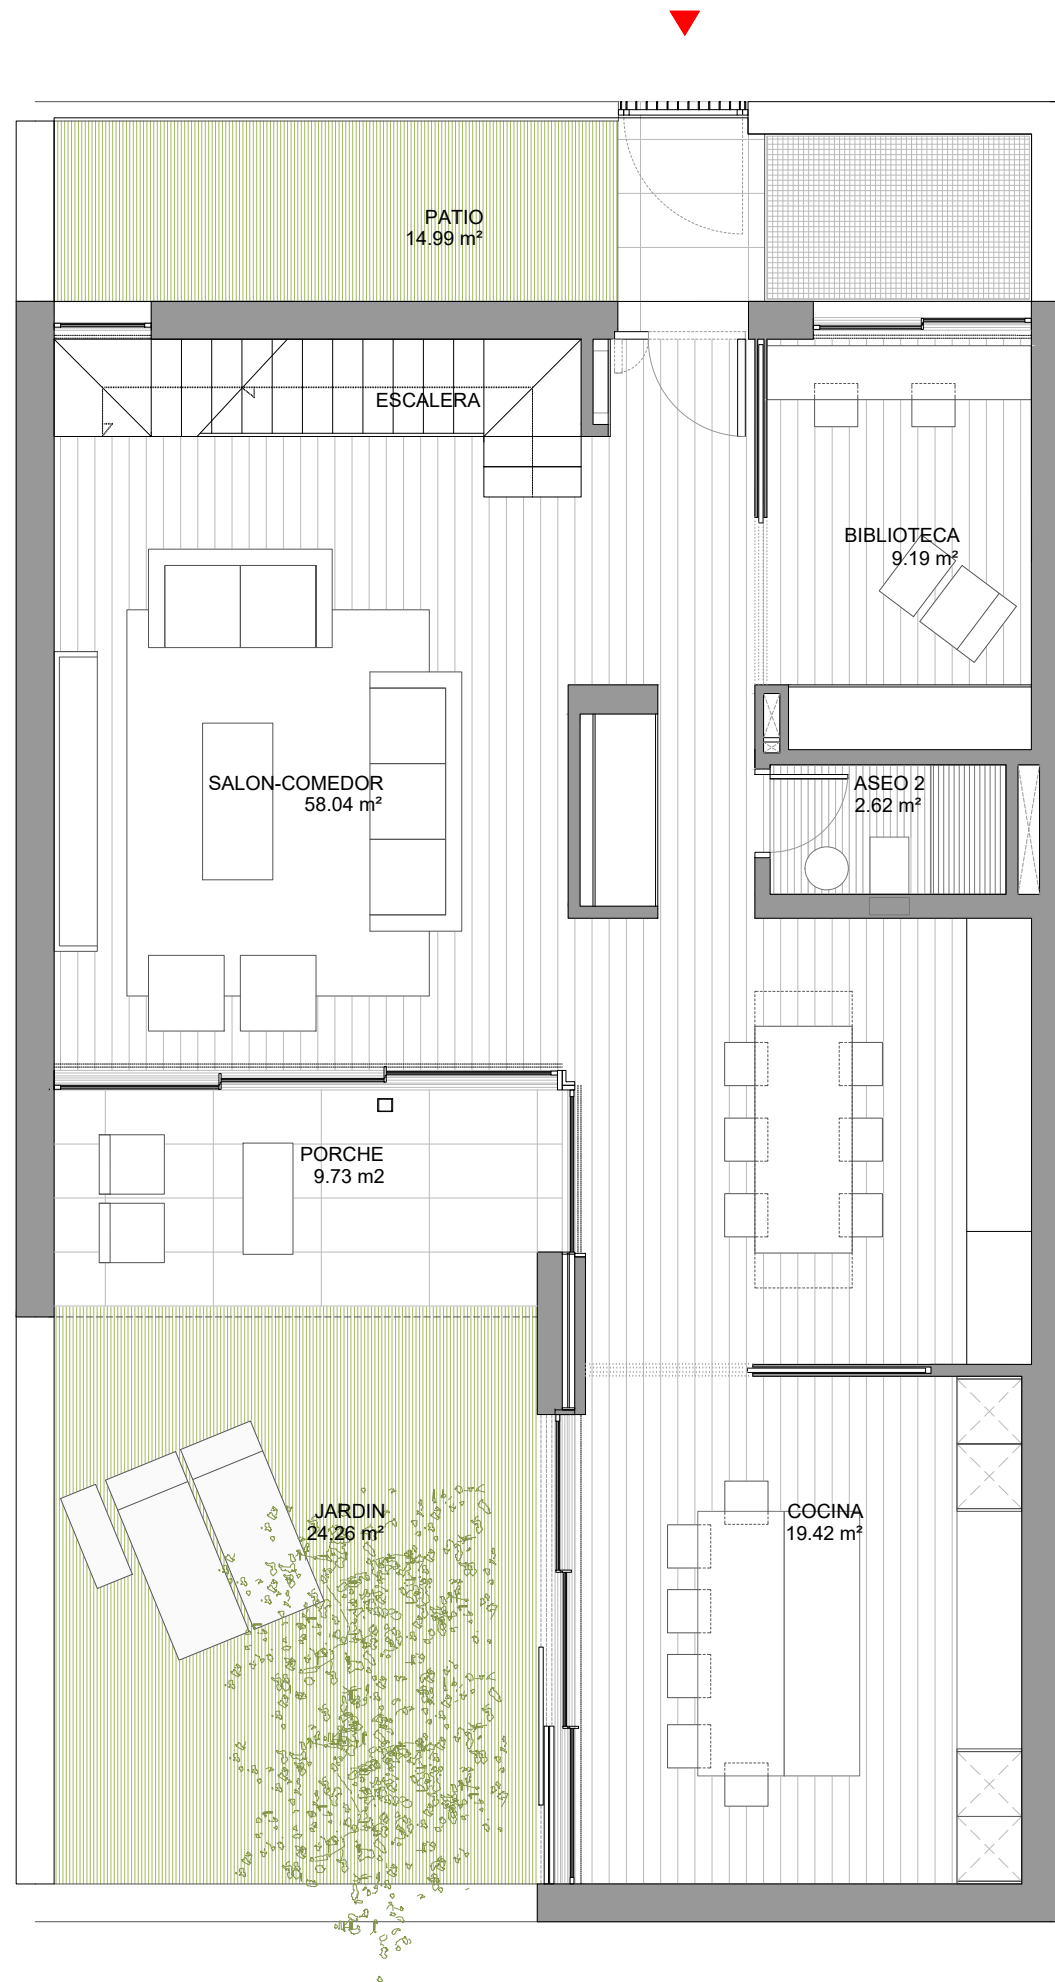 PATIO
14.99 m²
ESCALERA
BIBLIOTECA
9.19 m²
SALON-COMEDOR
58.04 m²
ASEO 2
2.62 m²
PORCHE
9.73 m2
JARDIN
24.26 m²
COCINA
19.42 m²